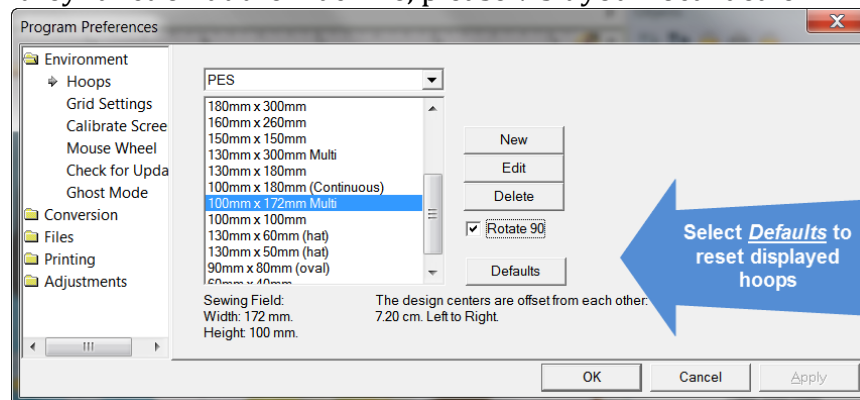 Program Preferences
X
Environment
Hoops
Grid Settings
Calibrate Scree
Mouse Wheel
Check for Upda
Ghost Mode
Conversion
Files
Printing
Adjustments
PES
180mm x 300mm
160mm x 260mm
150mm x 150mm
130mm x 300mm Multi
130mm x 180mm
100mm x 180mm (Continuous)
100mm x 172mm Multi
100mm x 100mm
130mm x 60mm (hat)
130mm x 50mm (hat)
90mm x 80mm (oval)
60mm x 40mm
New
Edit
Delete
Rotate 90
Defaults
Sewing Field:
Width: 172 mm.
Height: 100 mm.
The design centers are offset from each other:
7.20 cm. Left to Right.
Select Defaults to
reset displayed
hoops
OK
Cancel
Apply